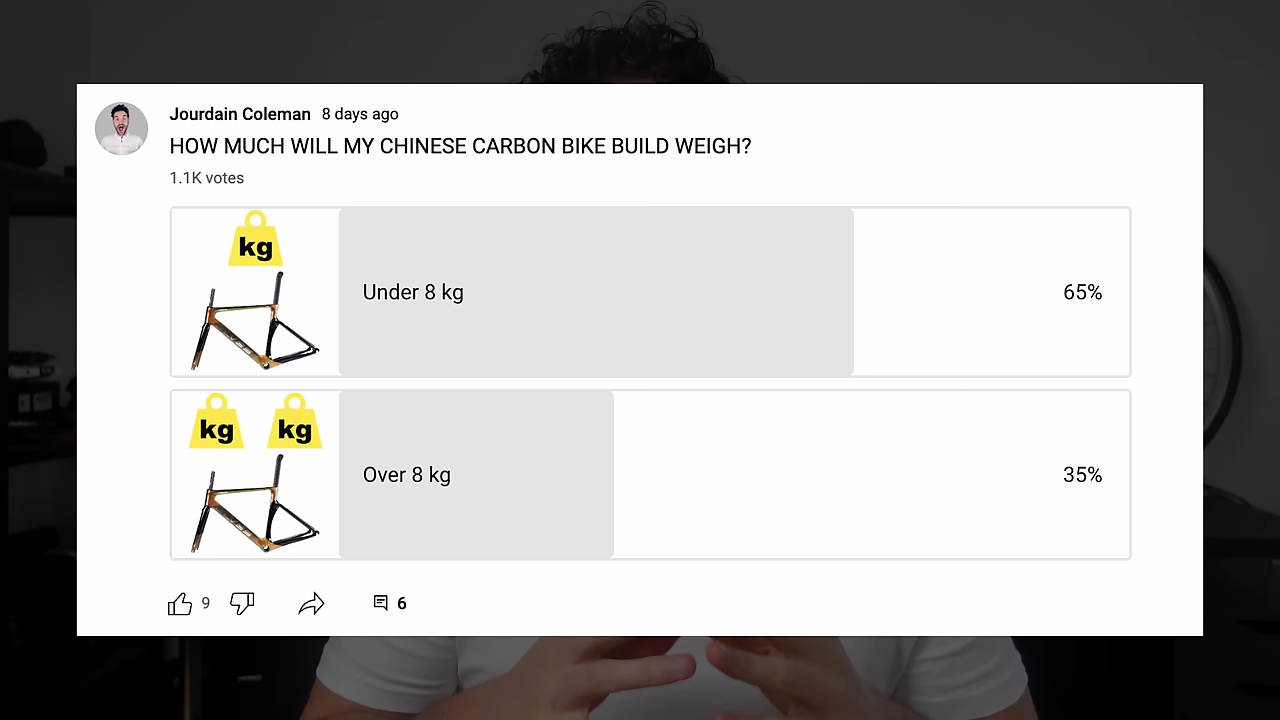 Jourdain Coleman 8 days ago
HOW MUCH WILL MY CHINESE CARBON BIKE BUILD WEIGH?
1.1K votes
kg
Under 8 kg 65%
kg kg
Over 8 kg 35%
9 6